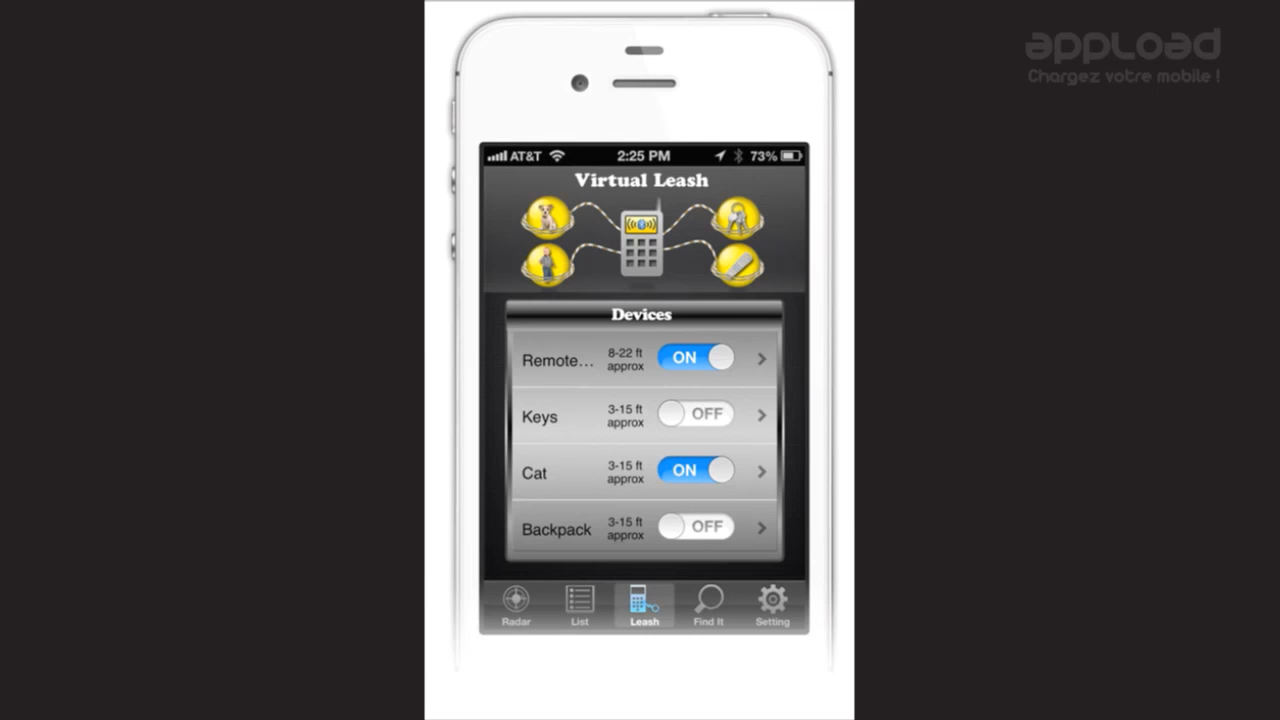 appLoad
Chargez votre mobile !
AT&T 2:25 PM 73%
Virtual Leash
Devices
Remote... 8-22 ft approx ON
Keys 3-15 ft approx OFF
Cat 3-15 ft approx ON
Backpack 3-15 ft approx OFF
Radar List Leash Find It Setting